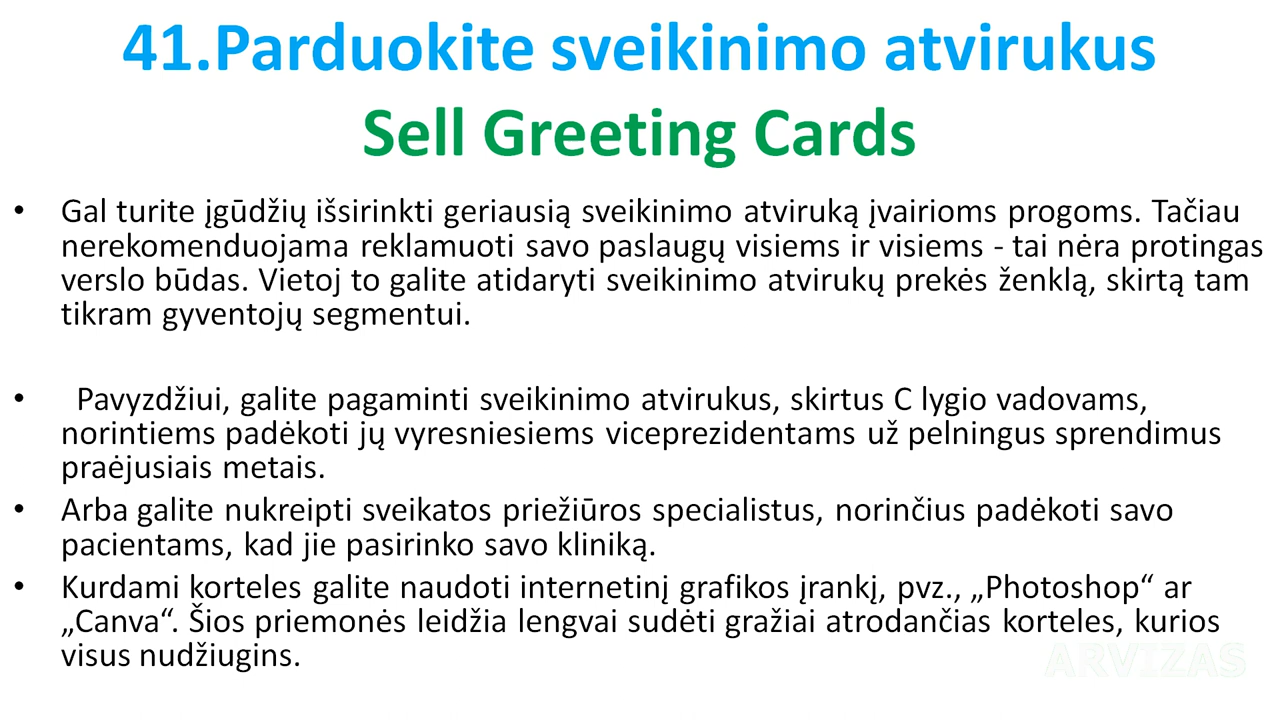 41.Parduokite sveikinimo atvirukus
Sell Greeting Cards
• Gal turite įgūdžių išsirinkti geriausią sveikinimo atviruką įvairioms progoms. Tačiau
nerekomenduojama reklamuoti savo paslaugų visiems ir visiems - tai nėra protingas
verslo būdas. Vietoj to galite atidaryti sveikinimo atvirukų prekės ženklą, skirtą tam
tikram gyventojų segmentui.
• Pavyzdžiui, galite pagaminti sveikinimo atvirukus, skirtus C lygio vadovams,
norintiems padėkoti jų vyresniesiems viceprezidentams už pelningus sprendimus
praėjusiais metais.
• Arba galite nukreipti sveikatos priežiūros specialistus, norinčius padėkoti savo
pacientams, kad jie pasirinko savo kliniką.
• Kurdami korteles galite naudoti internetinį grafikos įrankį, pvz., „Photoshop“ ar
„Canva“. Šios priemonės leidžia lengvai sudėti gražiai atrodančias korteles, kurios
visus nudžiugins.
ARVIZAS